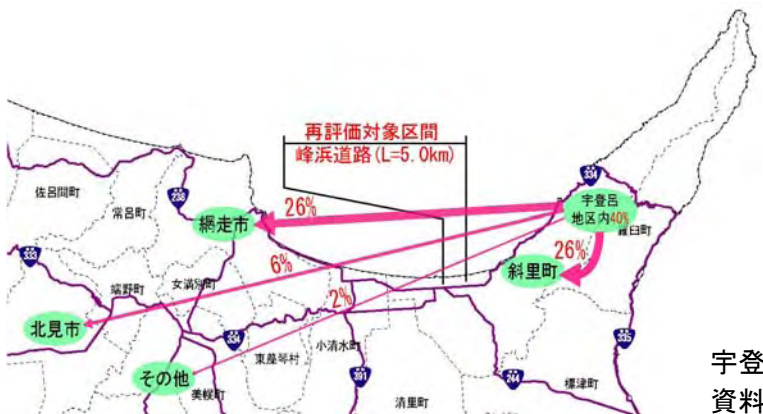 再評価対象区間
峰浜道路(L=5.0km)
334
佐呂間町
常呂町
238
網走市
26%
宇登呂
地区内40%
羅臼町
26%
斜里町
333
6%
端野町
女満別町
2%
北見市
334
小清水町
335
その他
東藻琴村
美幌町
391
清里町
244
標津町
宇登
資料